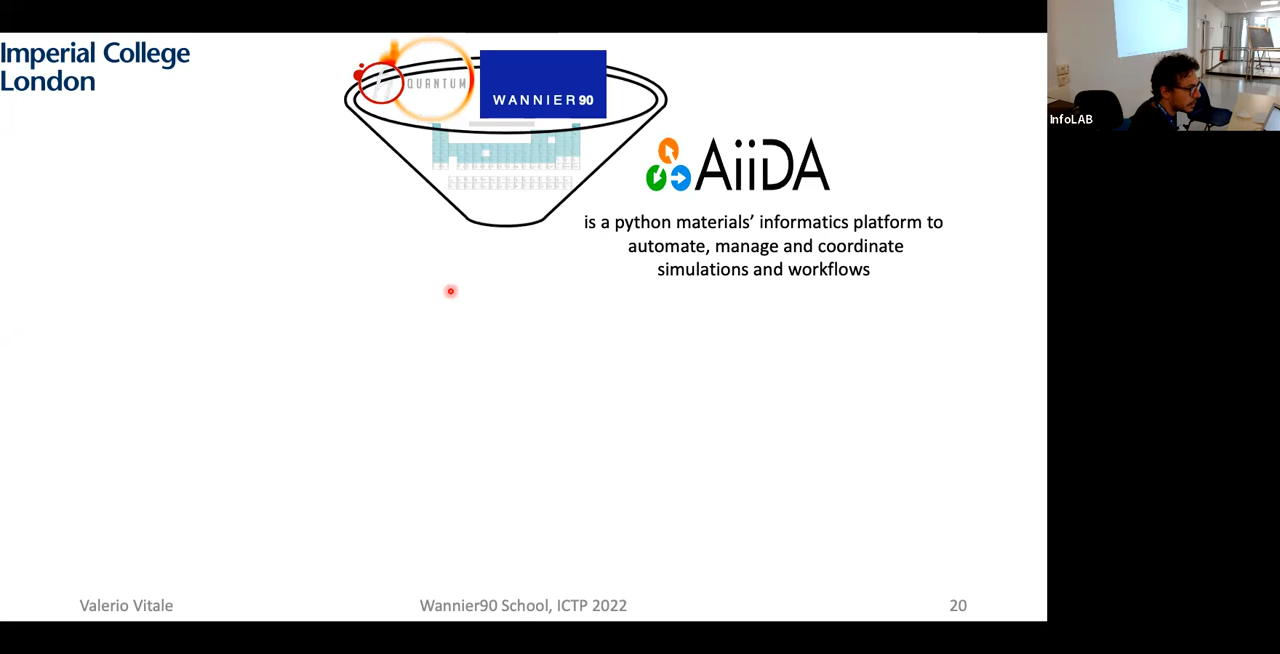 Imperial College
London
QUANTUM
WANNIER90
AiiDA
is a python materials’ informatics platform to
automate, manage and coordinate
simulations and workflows
InfoLAB
Valerio Vitale
Wannier90 School, ICTP 2022
20